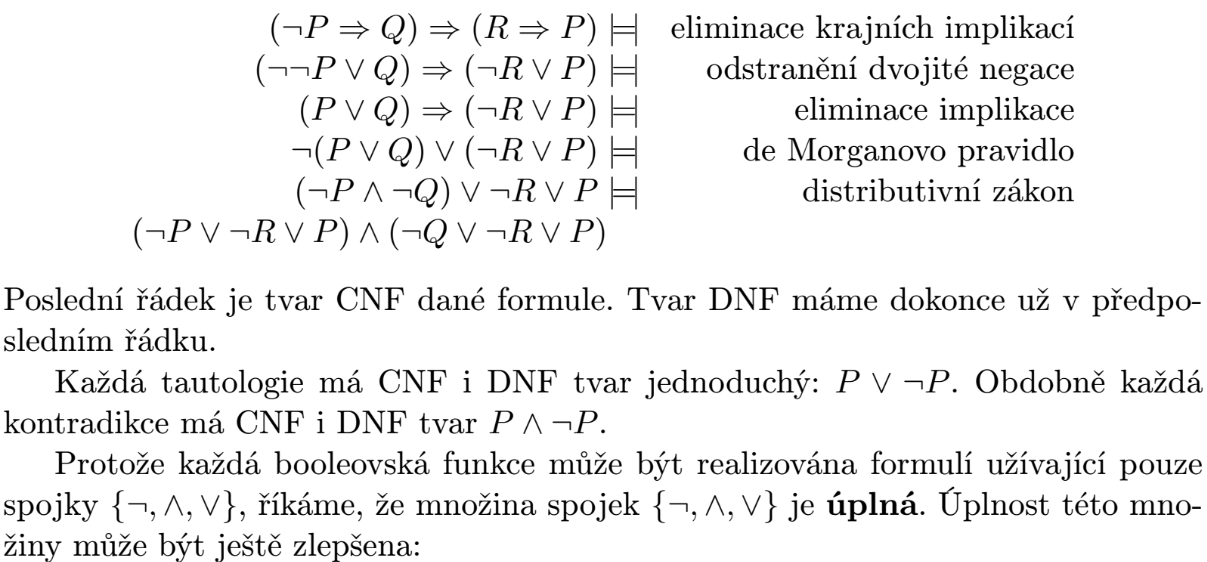 (¬P ⇒ Q) ⇒ (R ⇒ P) |=| eliminace krajních implikací
(¬¬P ∨ Q) ⇒ (¬R ∨ P) |=| odstranění dvojité negace
(P ∨ Q) ⇒ (¬R ∨ P) |=| eliminace implikace
¬(P ∨ Q) ∨ (¬R ∨ P) |=| de Morganovo pravidlo
(¬P ∧ ¬Q) ∨ ¬R ∨ P |=| distributivní zákon
(¬P ∨ ¬R ∨ P) ∧ (¬Q ∨ ¬R ∨ P)
Poslední řádek je tvar CNF dané formule. Tvar DNF máme dokonce už v předpo-
sledním řádku.
Každá tautologie má CNF i DNF tvar jednoduchý: P ∨ ¬P. Obdobně každá
kontradikce má CNF i DNF tvar P ∧ ¬P.
Protože každá booleovská funkce může být realizována formulí užívající pouze
spojky {¬, ∧, ∨}, říkáme, že množina spojek {¬, ∧, ∨} je úplná. Úplnost této mno-
žiny může být ještě zlepšena: